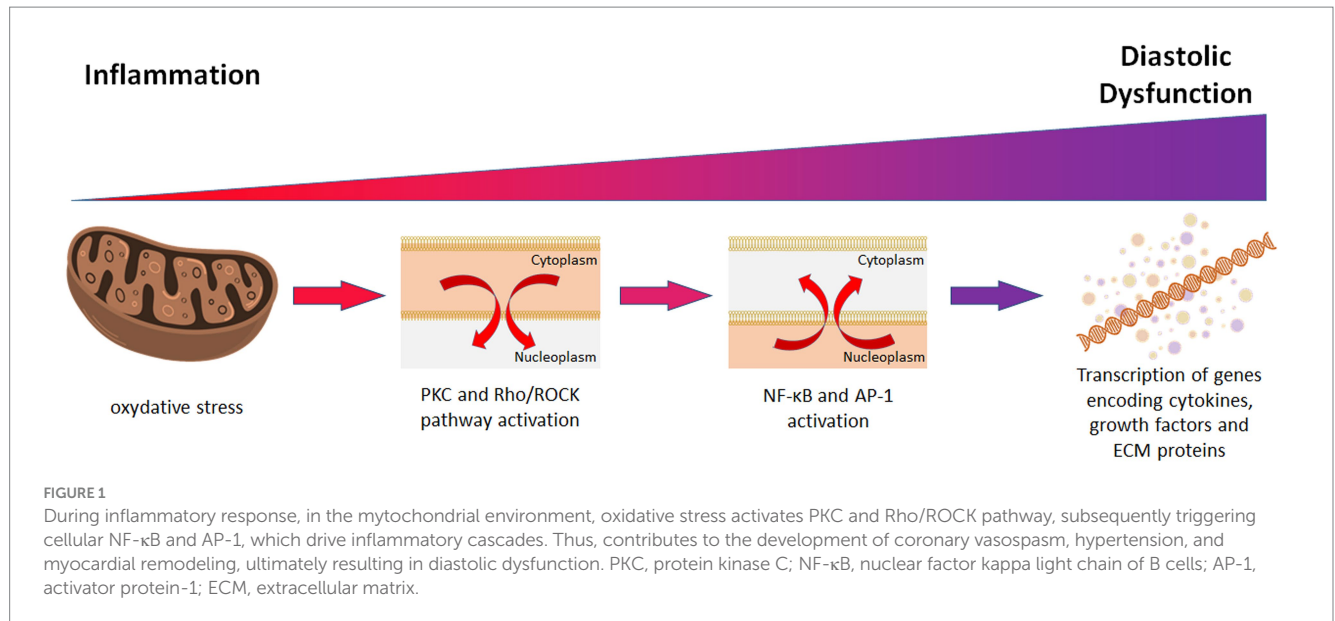 Inflammation
Diastolic
Dysfunction
Cytoplasm
Nucleoplasm
Cytoplasm
Nucleoplasm
oxydative stress
PKC and Rho/ROCK
pathway activation
NF-κB and AP-1
activation
Transcription of genes
encoding cytokines,
growth factors and
ECM proteins
FIGURE 1
During inflammatory response, in the mytochondrial environment, oxidative stress activates PKC and Rho/ROCK pathway, subsequently triggering
cellular NF-κB and AP-1, which drive inflammatory cascades. Thus, contributes to the development of coronary vasospasm, hypertension, and
myocardial remodeling, ultimately resulting in diastolic dysfunction. PKC, protein kinase C; NF-κB, nuclear factor kappa light chain of B cells; AP-1,
activator protein-1; ECM, extracellular matrix.